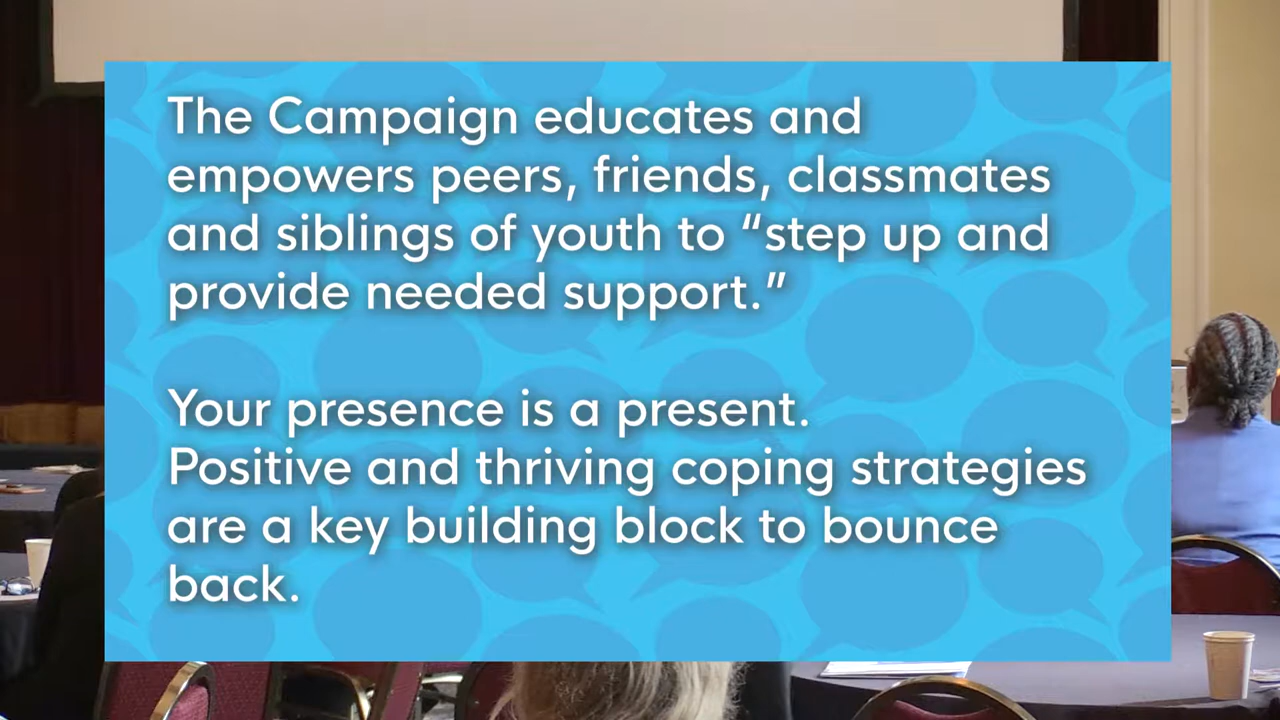 The Campaign educates and
empowers peers, friends, classmates
and siblings of youth to “step up and
provide needed support.”
Your presence is a present.
Positive and thriving coping strategies
are a key building block to bounce
back.